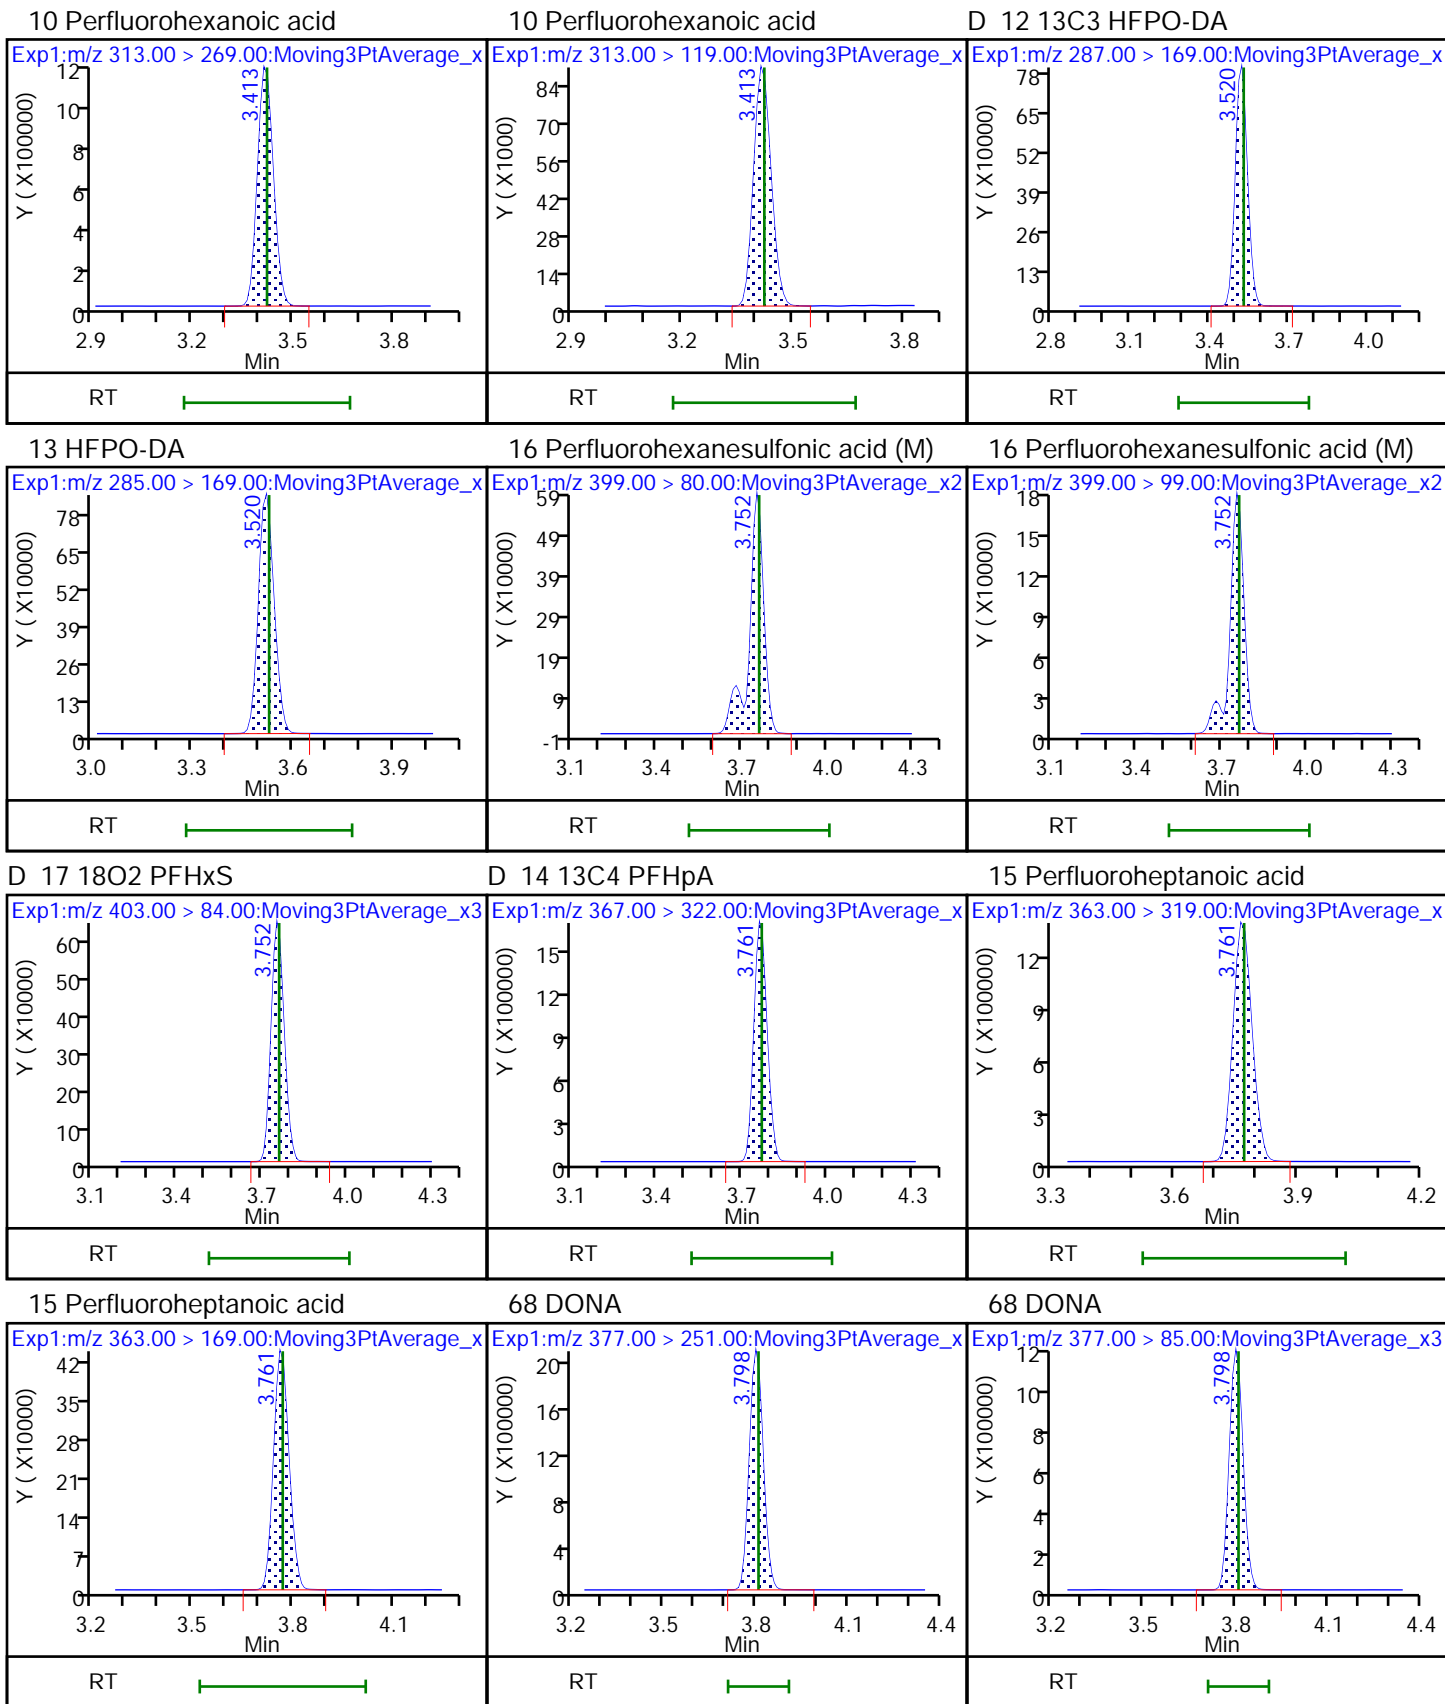 10 Perfluorohexanoic acid
Exp1:m/z 313.00 > 269.00:Moving3PtAverage_x
3.413
Y ( X100000)
12
10
8
6
4
2
0
2.9 3.2 3.5 3.8
Min
RT
10 Perfluorohexanoic acid
Exp1:m/z 313.00 > 119.00:Moving3PtAverage_x
3.413
Y ( X1000)
84
70
56
42
28
14
0
2.9 3.2 3.5 3.8
Min
RT
D 12 13C3 HFPO-DA
Exp1:m/z 287.00 > 169.00:Moving3PtAverage_x
3.520
Y ( X10000)
78
65
52
39
26
13
0
2.8 3.1 3.4 3.7 4.0
Min
RT
13 HFPO-DA
Exp1:m/z 285.00 > 169.00:Moving3PtAverage_x
3.520
Y ( X10000)
78
65
52
39
26
13
0
3.0 3.3 3.6 3.9
Min
RT
16 Perfluorohexanesulfonic acid (M)
Exp1:m/z 399.00 > 80.00:Moving3PtAverage_x2
3.752
Y ( X10000)
59
49
39
29
19
9
-1
3.1 3.4 3.7 4.0 4.3
Min
RT
16 Perfluorohexanesulfonic acid (M)
Exp1:m/z 399.00 > 99.00:Moving3PtAverage_x2
3.752
Y ( X10000)
18
15
12
9
6
3
0
3.1 3.4 3.7 4.0 4.3
Min
RT
D 17 18O2 PFHxS
Exp1:m/z 403.00 > 84.00:Moving3PtAverage_x3
3.752
Y ( X10000)
60
50
40
30
20
10
0
3.1 3.4 3.7 4.0 4.3
Min
RT
D 14 13C4 PFHpA
Exp1:m/z 367.00 > 322.00:Moving3PtAverage_x
3.761
Y ( X100000)
15
12
9
6
3
0
3.1 3.4 3.7 4.0 4.3
Min
RT
15 Perfluoroheptanoic acid
Exp1:m/z 363.00 > 319.00:Moving3PtAverage_x
3.761
Y ( X100000)
12
9
6
3
0
3.3 3.6 3.9 4.2
Min
RT
15 Perfluoroheptanoic acid
Exp1:m/z 363.00 > 169.00:Moving3PtAverage_x
3.761
Y ( X10000)
42
35
28
21
14
7
0
3.2 3.5 3.8 4.1
Min
RT
68 DONA
Exp1:m/z 377.00 > 251.00:Moving3PtAverage_x
3.798
Y ( X100000)
20
16
12
8
4
0
3.2 3.5 3.8 4.1 4.4
Min
RT
68 DONA
Exp1:m/z 377.00 > 85.00:Moving3PtAverage_x3
3.798
Y ( X100000)
12
10
8
6
4
2
0
3.2 3.5 3.8 4.1 4.4
Min
RT